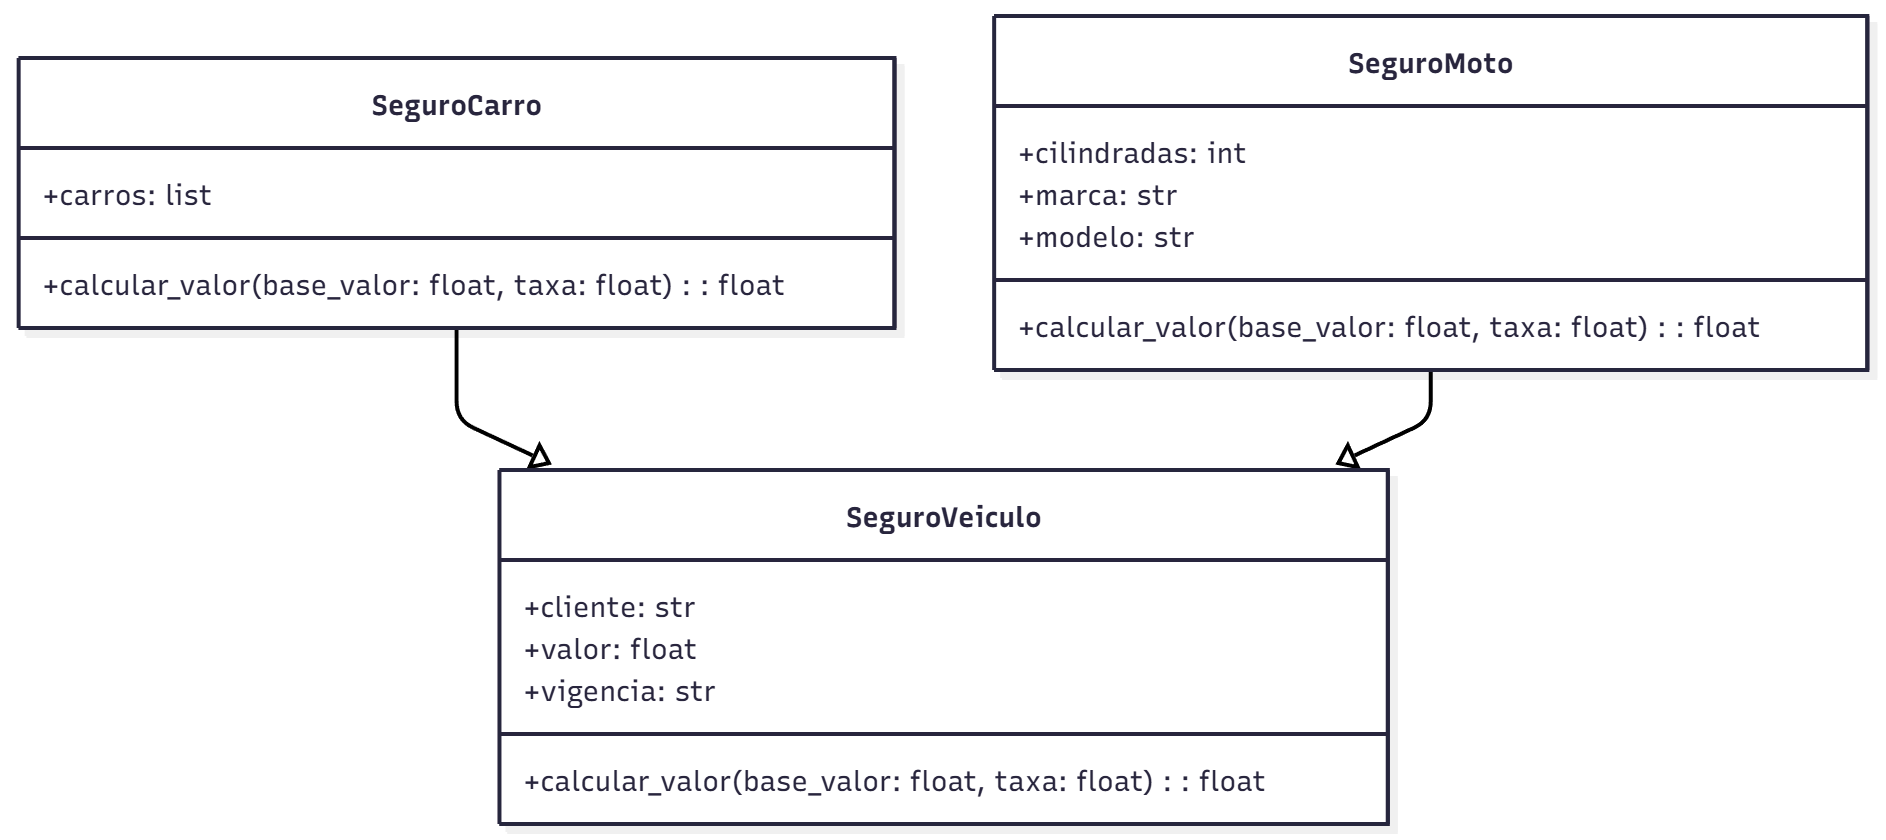 SeguroCarro
+carros: list
+calcular_valor(base_valor: float, taxa: float) : : float
SeguroMoto
+cilindradas: int
+marca: str
+modelo: str
+calcular_valor(base_valor: float, taxa: float) : : float
SeguroVeiculo
+cliente: str
+valor: float
+vigencia: str
+calcular_valor(base_valor: float, taxa: float) : : float